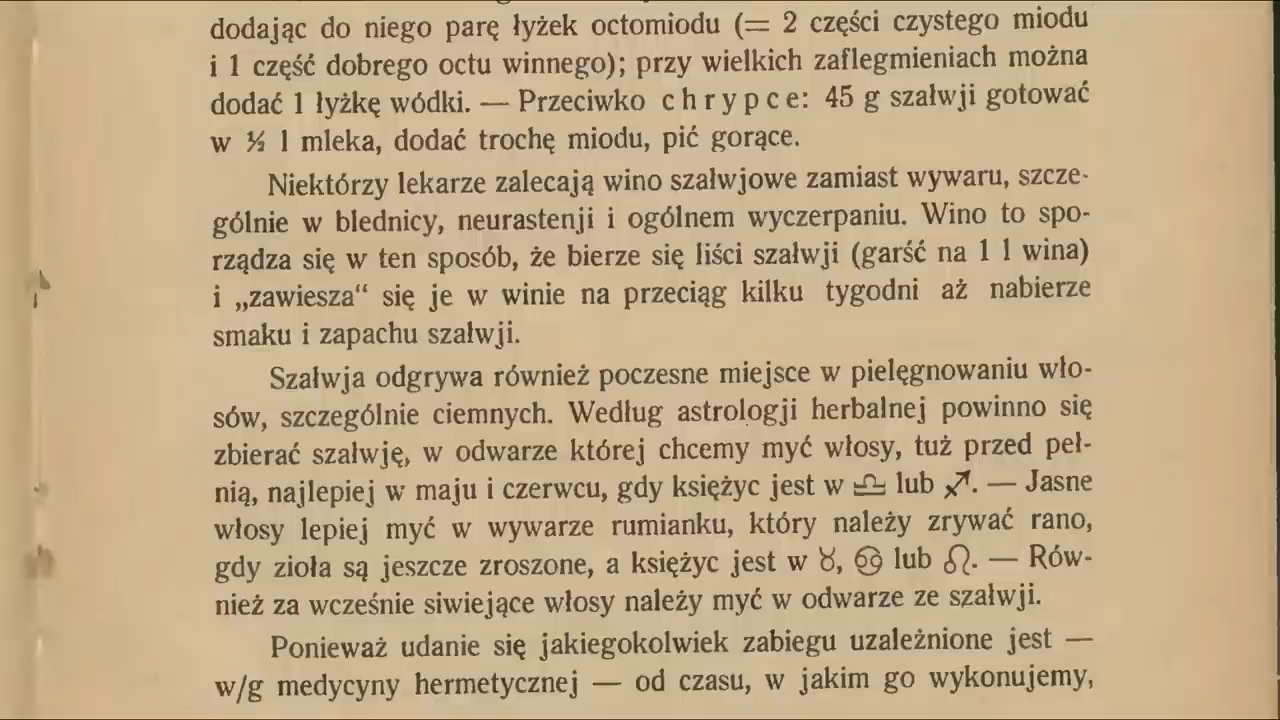 dodając do niego parę łyżek octomiodu (= 2 części czystego miodu
i 1 część dobrego octu winnego); przy wielkich zaflegmieniach można
dodać 1 łyżkę wódki. — Przeciwko chrypce: 45 g szałwji gotować
w ½ l mleka, dodać trochę miodu, pić gorące.
Niektórzy lekarze zalecają wino szałwjowe zamiast wywaru, szcze-
gólnie w blednicy, neurastenji i ogólnem wyczerpaniu. Wino to spo-
rządza się w ten sposób, że bierze się liści szałwji (garść na 1 l wina)
i „zawiesza“ się je w winie na przeciąg kilku tygodni aż nabierze
smaku i zapachu szałwji.
Szałwja odgrywa również poczesne miejsce w pielęgnowaniu wło-
sów, szczególnie ciemnych. Według astrologji herbalnej powinno się
zbierać szałwję, w odwarze której chcemy myć włosy, tuż przed peł-
nią, najlepiej w maju i czerwcu, gdy księżyc jest w ♎ lub ♐. — Jasne
włosy lepiej myć w wywarze rumianku, który należy zrywać rano,
gdy zioła są jeszcze zroszone, a księżyc jest w ♉, ♋ lub ♌. — Rów-
nież za wcześnie siwiejące włosy należy myć w odwarze ze szałwji.
Ponieważ udanie się jakiegokolwiek zabiegu uzależnione jest —
w/g medycyny hermetycznej — od czasu, w jakim go wykonujemy,